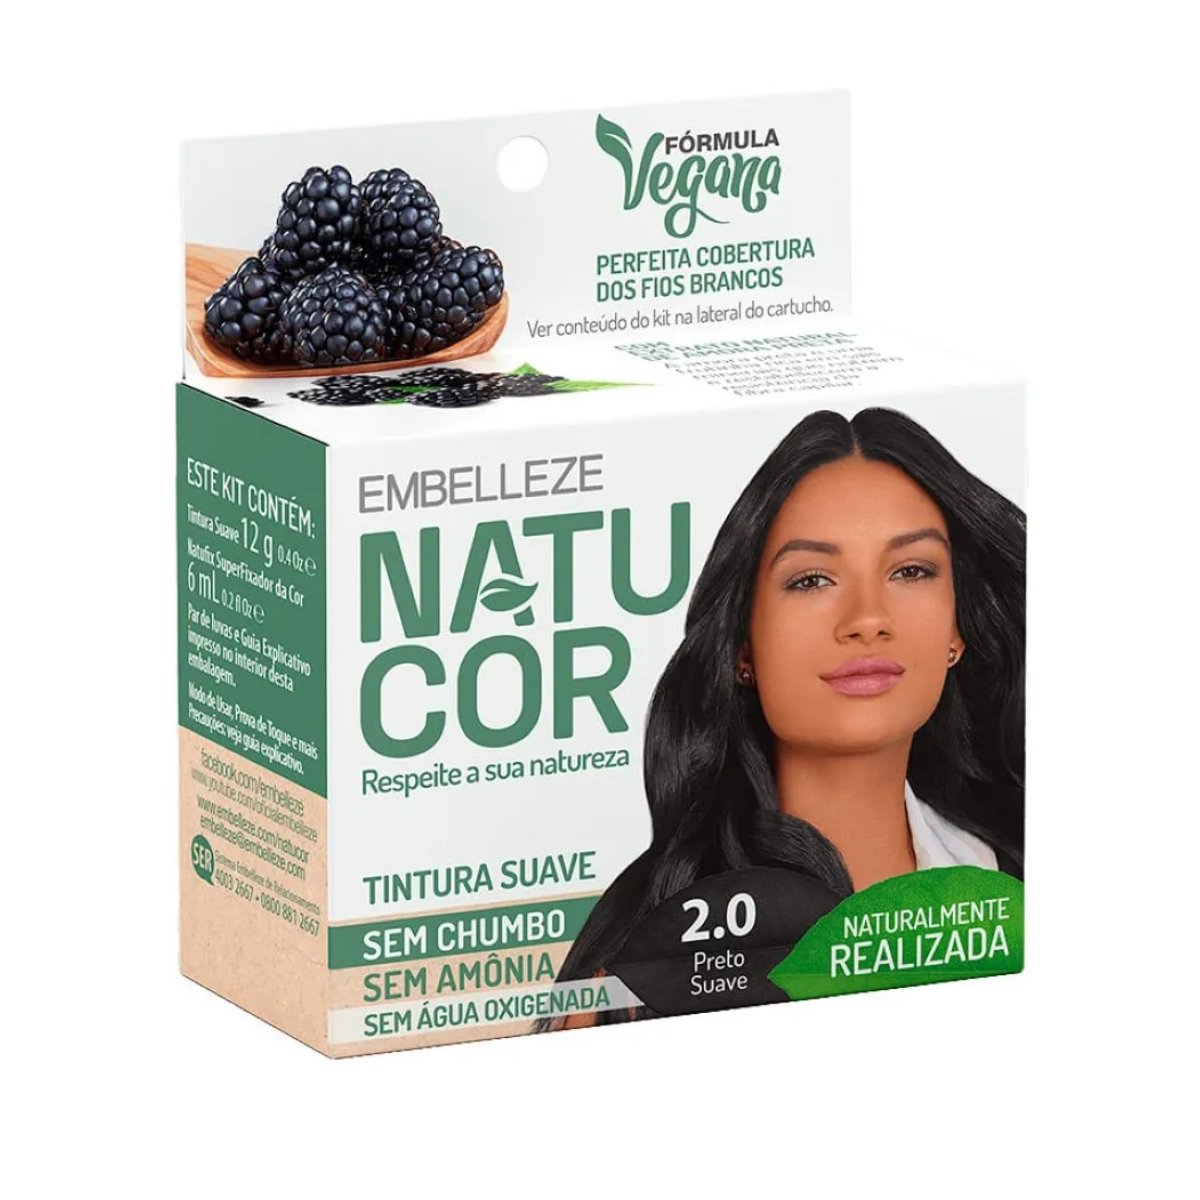 FÓRMULA
Vegana
PERFEITA COBERTURA
DOS FIOS BRANCOS
Ver conteúdo do kit na lateral do cartucho.
EMBELLEZE
NATU
COR
Respeite a sua natureza
TINTURA SUAVE
SEM CHUMBO
SEM AMÔNIA
SEM ÁGUA OXIGENADA
2.0
Preto
Suave
NATURALMENTE
REALIZADA
ESTE KIT CONTÉM:
Tintura Suave 12 g 0.4 Oz e
Natufix SuperFixador da Cor
6 mL 0.2 fl Oz e
Par de luvas e Guia Explicativo
impresso no interior desta
embalagem.
Modo de Usar, Prova de Toque e mais
Precauções: veja guia explicativo.
facebook.com/embelleze
www.youtube.com/oficialembelleze
www.embelleze.com/natucor
embelleze@embelleze.com
SER
Sistema Embelleze de Relacionamento
4003 2667 • 0800 881 2667